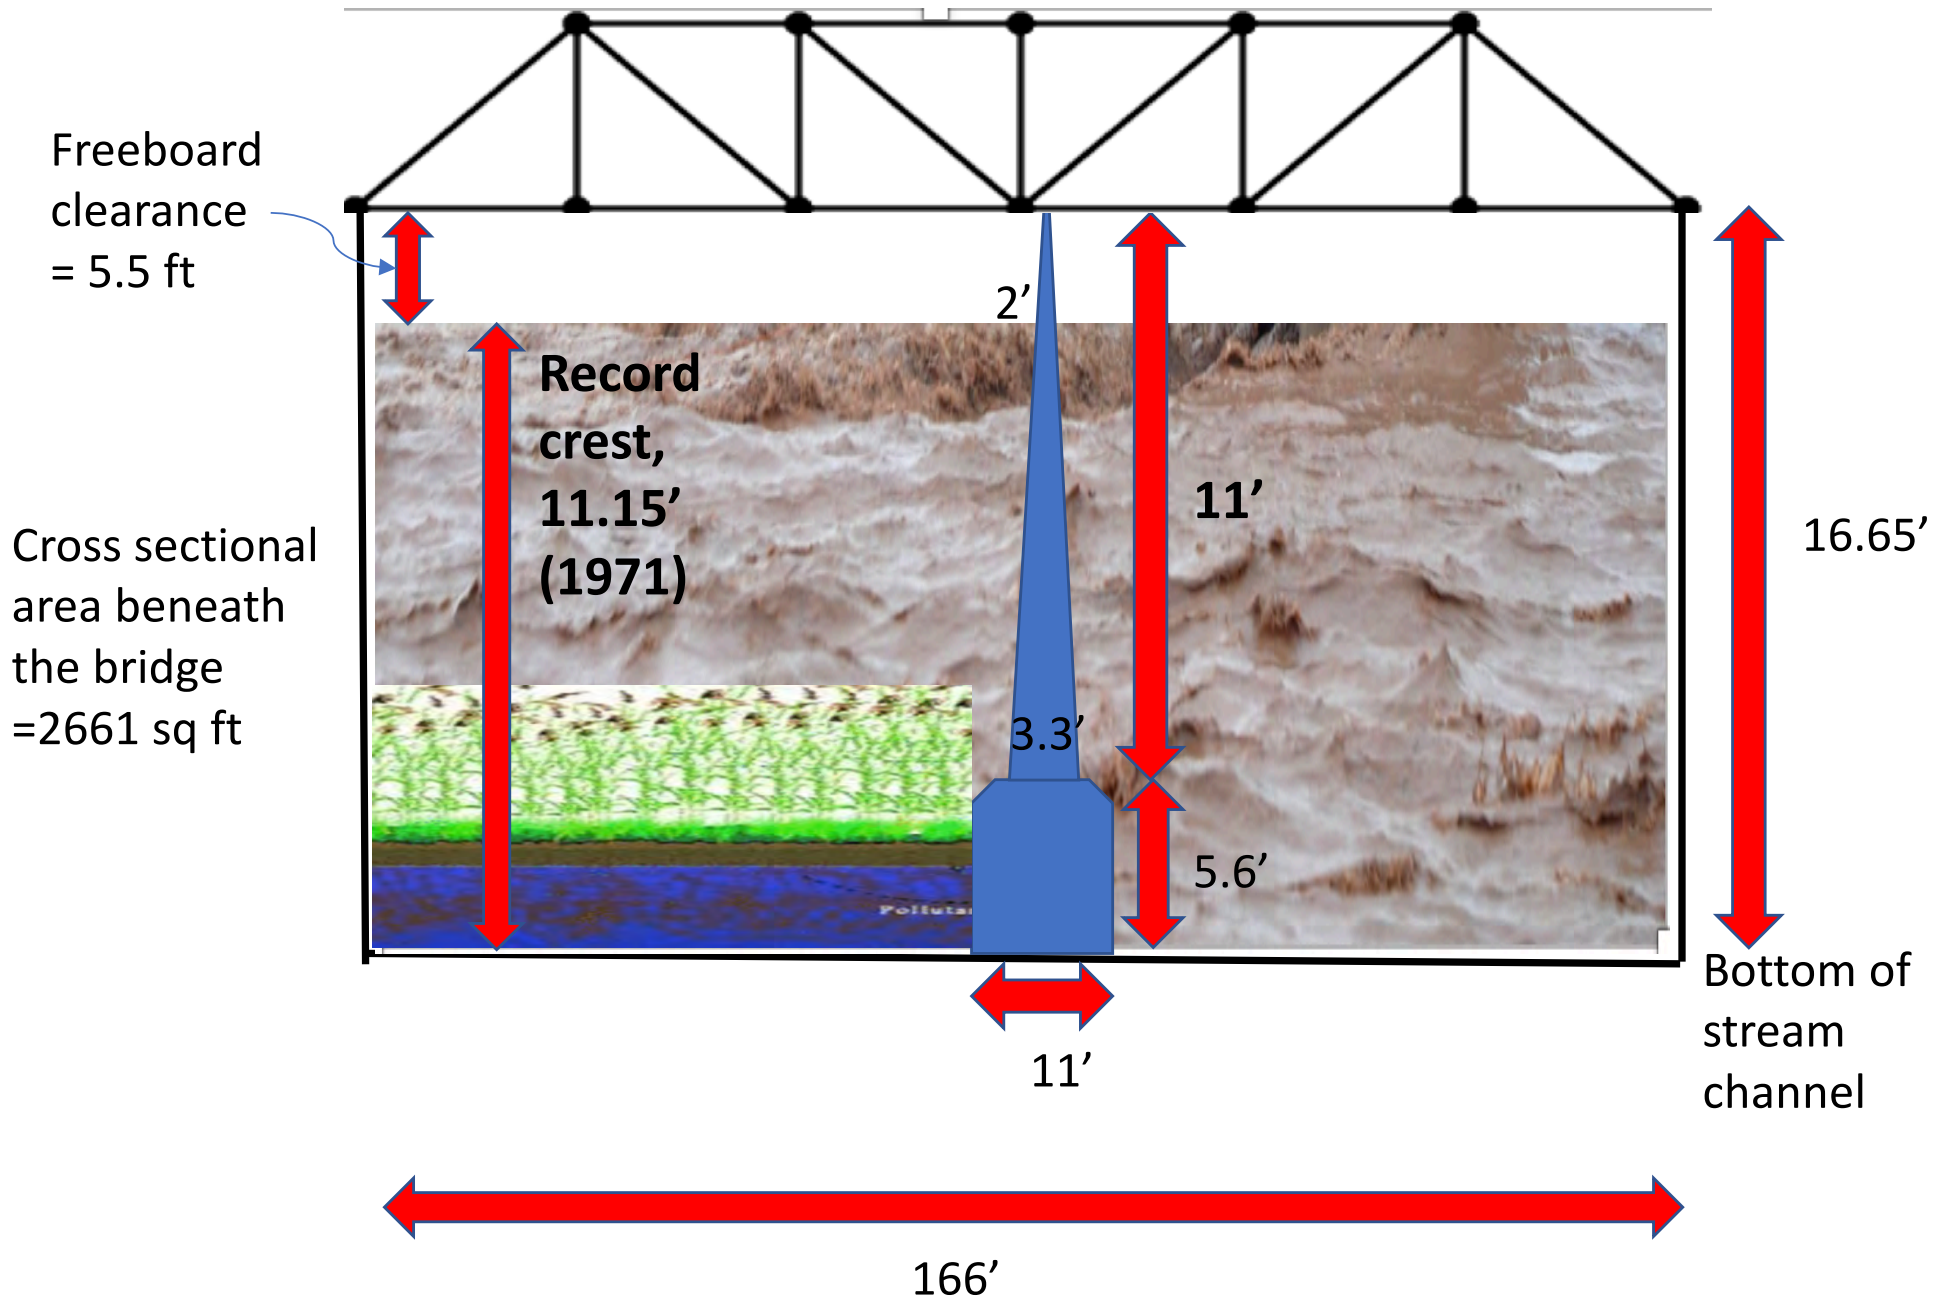 Freeboard
clearance
= 5.5 ft
2’
Record
crest,
11.15’
(1971)
11’
16.65’
Cross sectional
area beneath
the bridge
=2661 sq ft
3.3’
5.6’
Bottom of
stream
channel
11’
166’